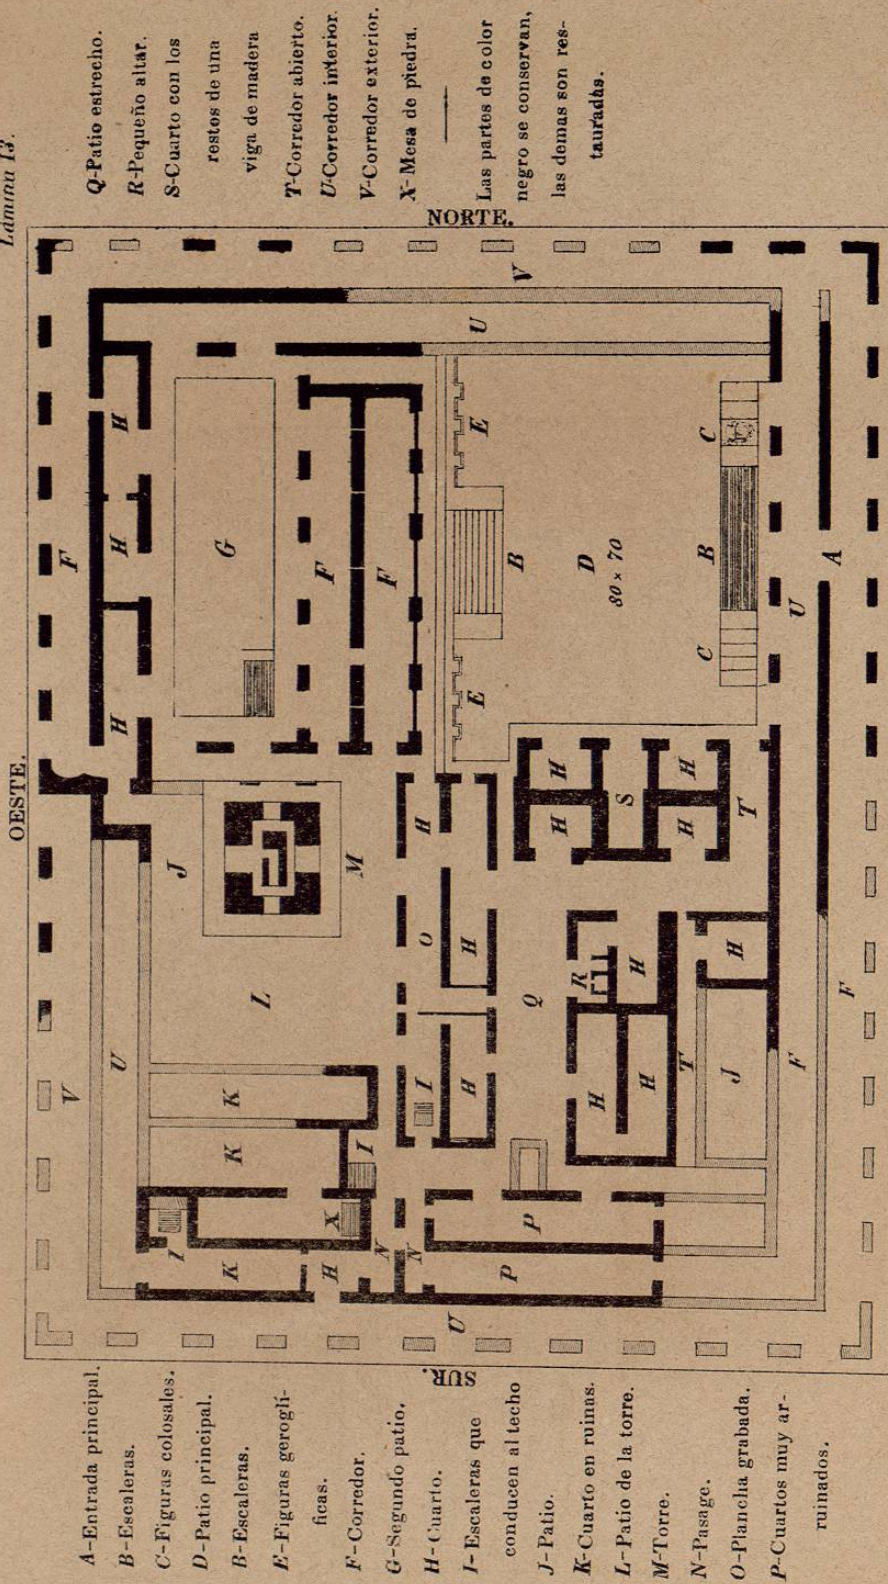 Lámina 13.
OESTE.
NORTE.
SUR.
A-Entrada principal.
B-Escaleras.
C-Figuras colosales.
D-Patio principal.
B-Escaleras.
E-Figuras geroglí-
ficas.
F-Corredor.
G-Segundo patio.
H-Cuarto.
I-Escaleras que
conducen al techo
J-Patio.
K-Cuarto en ruinas.
L-Patio de la torre.
M-Torre.
N-Pasage.
O-Plancha grabada.
P-Cuartos muy ar-
ruinados.
Q-Patio estrecho.
R-Pequeño altar.
S-Cuarto con los
restos de una
viga de madera
T-Corredor abierto.
U-Corredor interior.
V-Corredor exterior.
X-Mesa de piedra.
Las partes de color
negro se conservan,
las demas son res-
tauradas.
F
H
H
H
G
F
F
U
V
E
B
E
D
80 × 70
C
B
C
U
A
J
M
L
V
U
K
K
I
I
X
K
H
N
N
U
P
P
H
O
H
I
H
Q
H
H
S
H
H
T
R
H
H
H
T
H
J
F
F